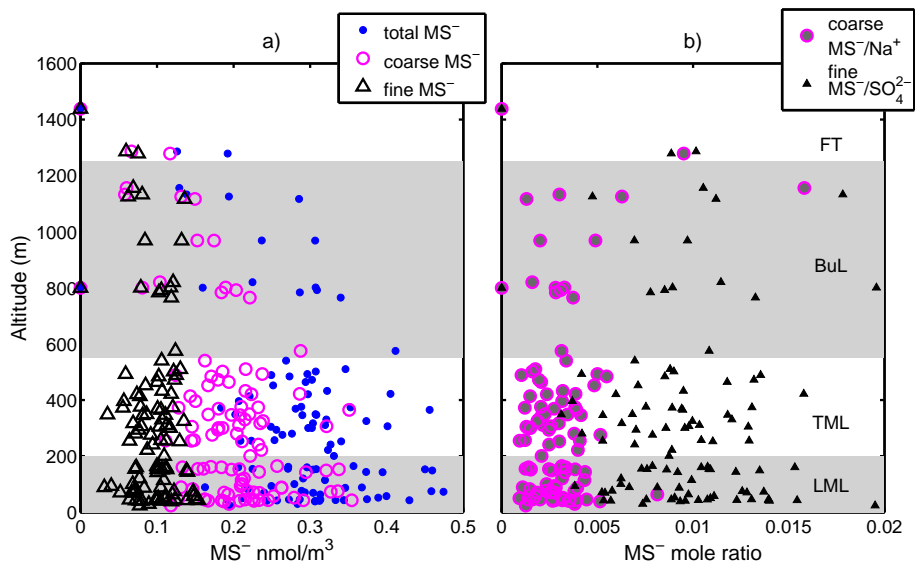 a)
total MS⁻
coarse MS⁻
fine MS⁻
b)
coarse
MS⁻/Na⁺
fine
MS⁻/SO₄²⁻
Altitude (m)
1600
1400
1200
1000
800
600
400
200
0
0
0.1
0.2
0.3
0.4
0.5
MS⁻ nmol/m³
FT
BuL
TML
LML
0
0.005
0.01
0.015
0.02
MS⁻ mole ratio